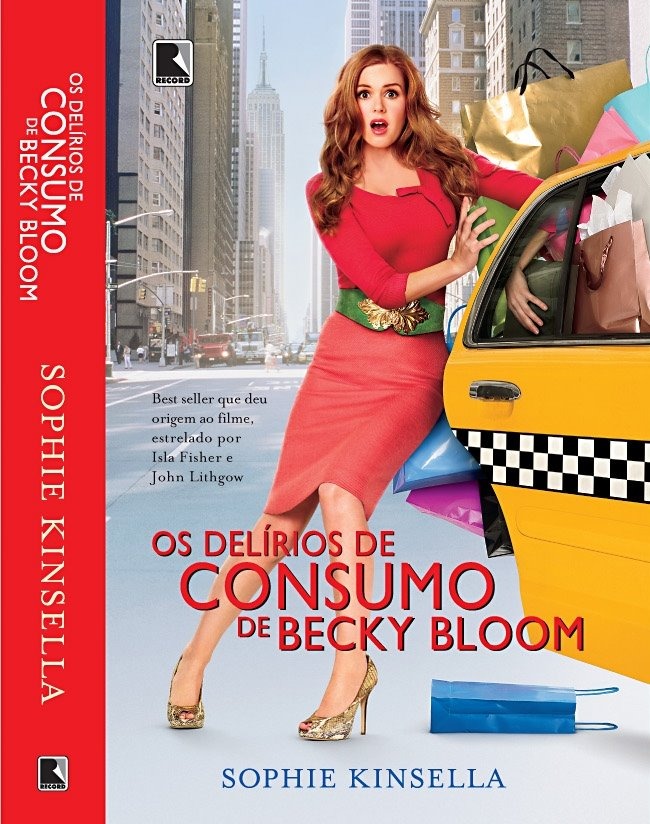 OS DELÍRIOS DE
CONSUMO
DE BECKY BLOOM
SOPHIE KINSELLA
R
RECORD
R
RECORD
Best seller que deu
origem ao filme,
estrelado por
Isla Fisher e
John Lithgow
OS DELÍRIOS DE
CONSUMO
DE BECKY BLOOM
SOPHIE KINSELLA